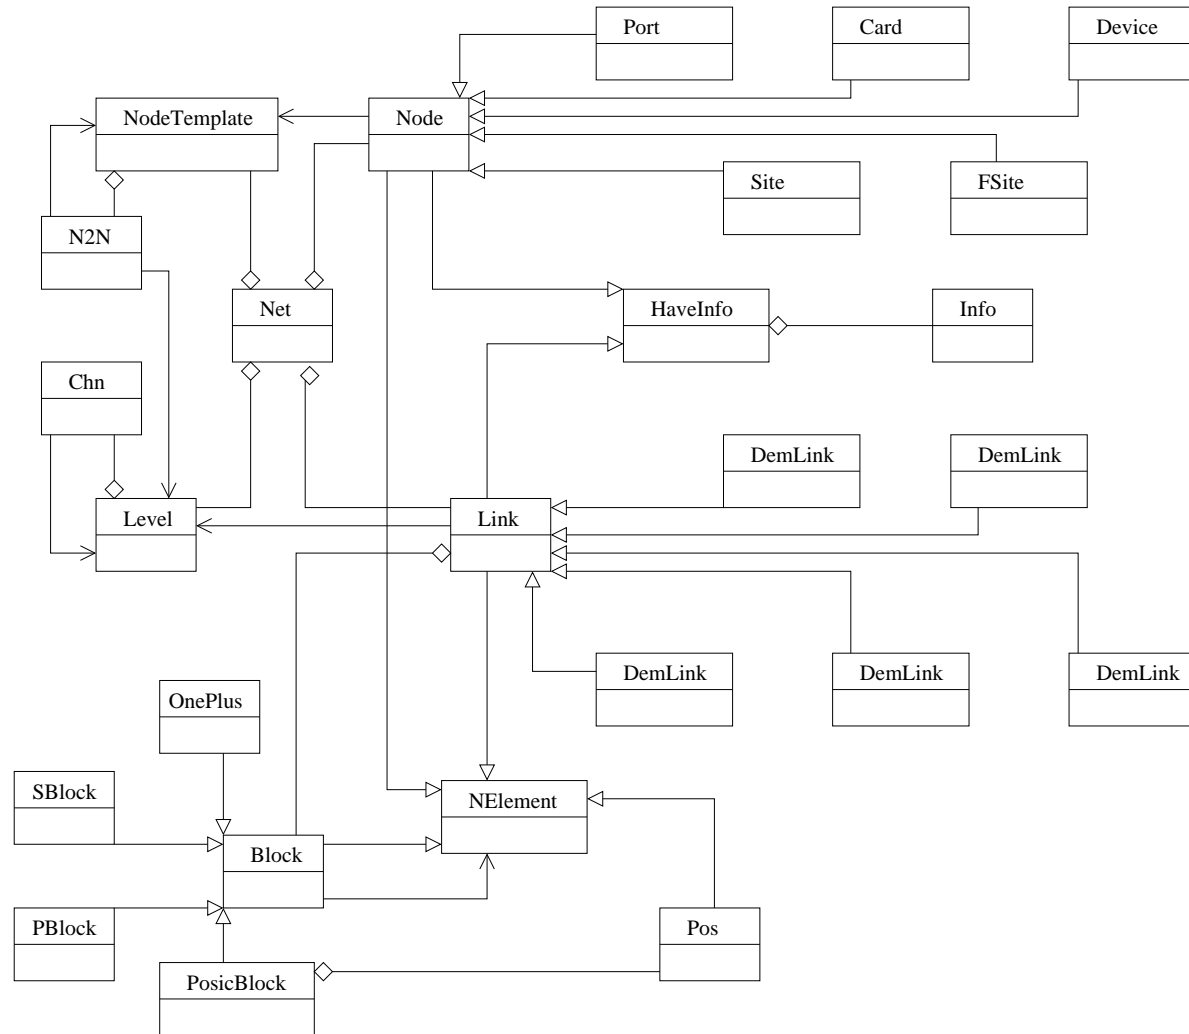 Port
Card
Device
NodeTemplate
Node
Site
FSite
N2N
Net
HaveInfo
Info
Chn
DemLink
DemLink
Level
Link
DemLink
DemLink
DemLink
OnePlus
SBlock
NElement
Block
PBlock
Pos
PosicBlock